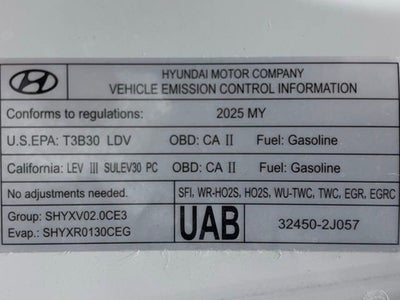 HYUNDAI MOTOR COMPANY
VEHICLE EMISSION CONTROL INFORMATION
Conforms to regulations: 2025 MY
U.S.EPA: T3B30 LDV OBD: CA II Fuel: Gasoline
California: LEV III SULEV30 PC OBD: CA II Fuel: Gasoline
No adjustments needed. SFI, WR-HO2S, HO2S, WU-TWC, TWC, EGR, EGRC
Group: SHYXV02.0CE3
Evap.: SHYXR0130CEG
UAB
32450-2J057